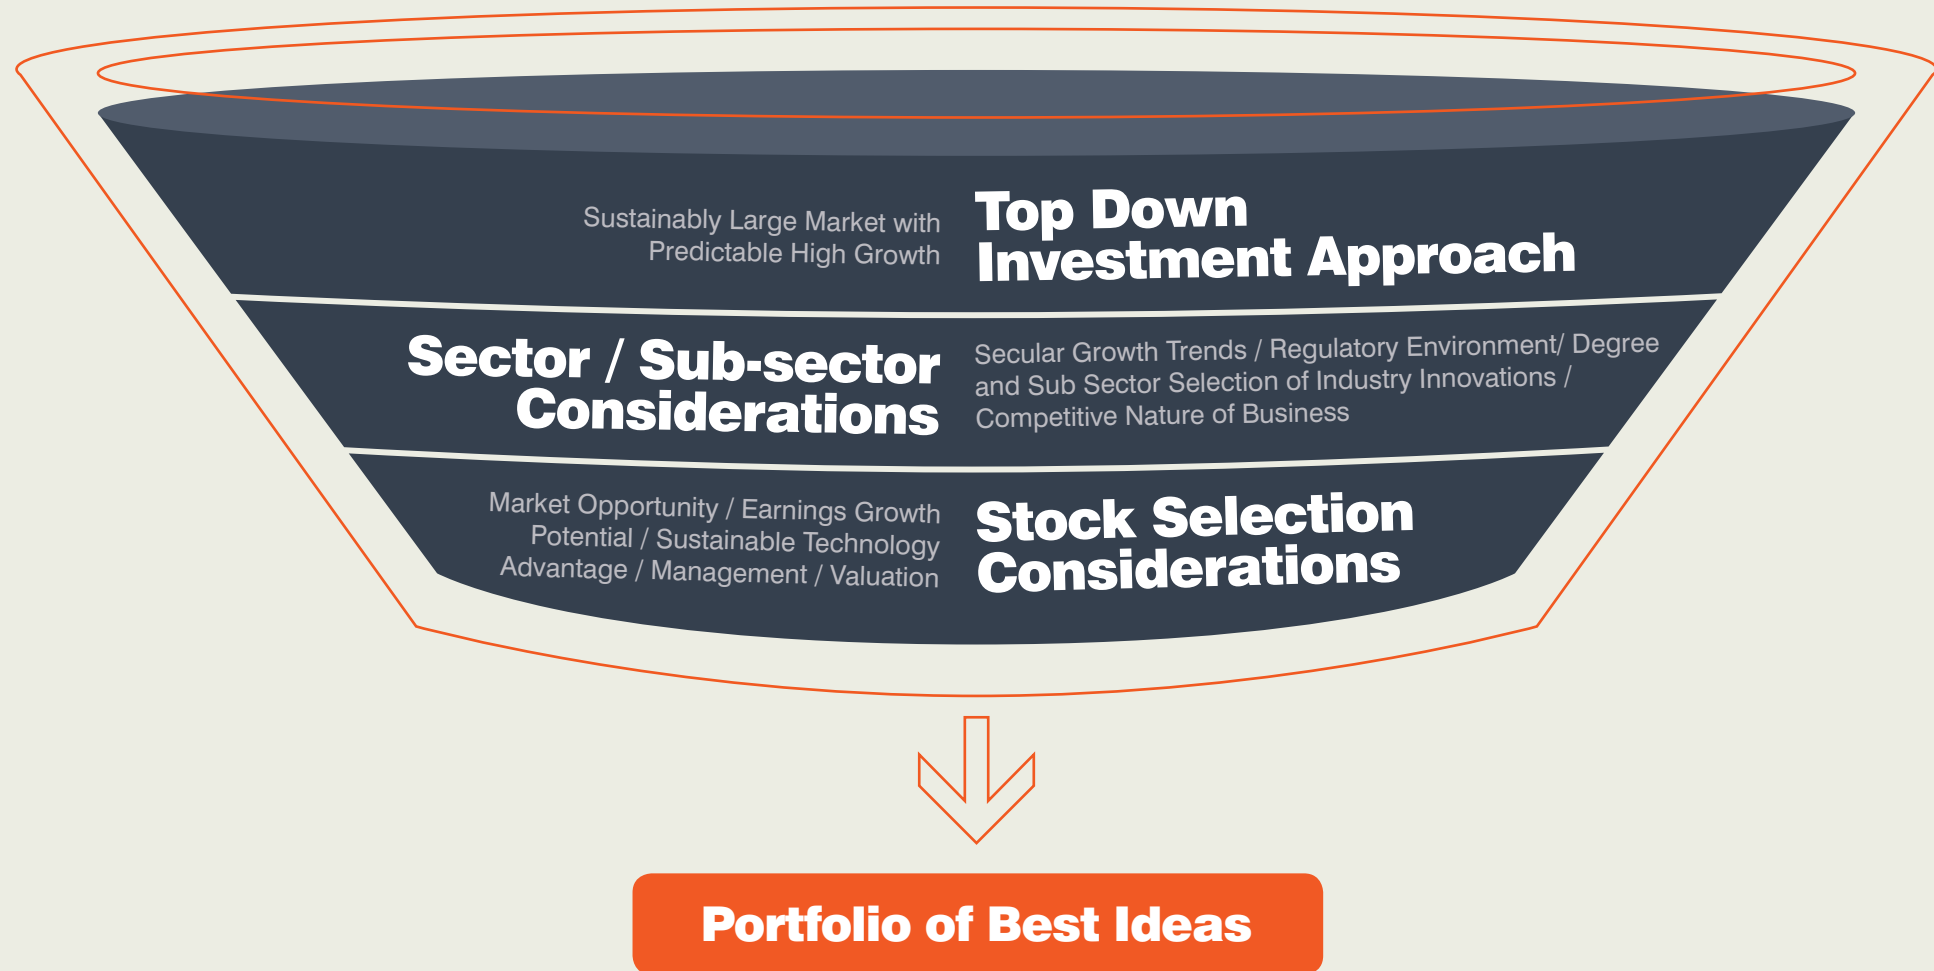 Sustainably Large Market with
Predictable High Growth
Top Down
Investment Approach
Sector / Sub-sector
Considerations
Secular Growth Trends / Regulatory Environment/ Degree
and Sub Sector Selection of Industry Innovations /
Competitive Nature of Business
Market Opportunity / Earnings Growth
Potential / Sustainable Technology
Advantage / Management / Valuation
Stock Selection
Considerations
Portfolio of Best Ideas